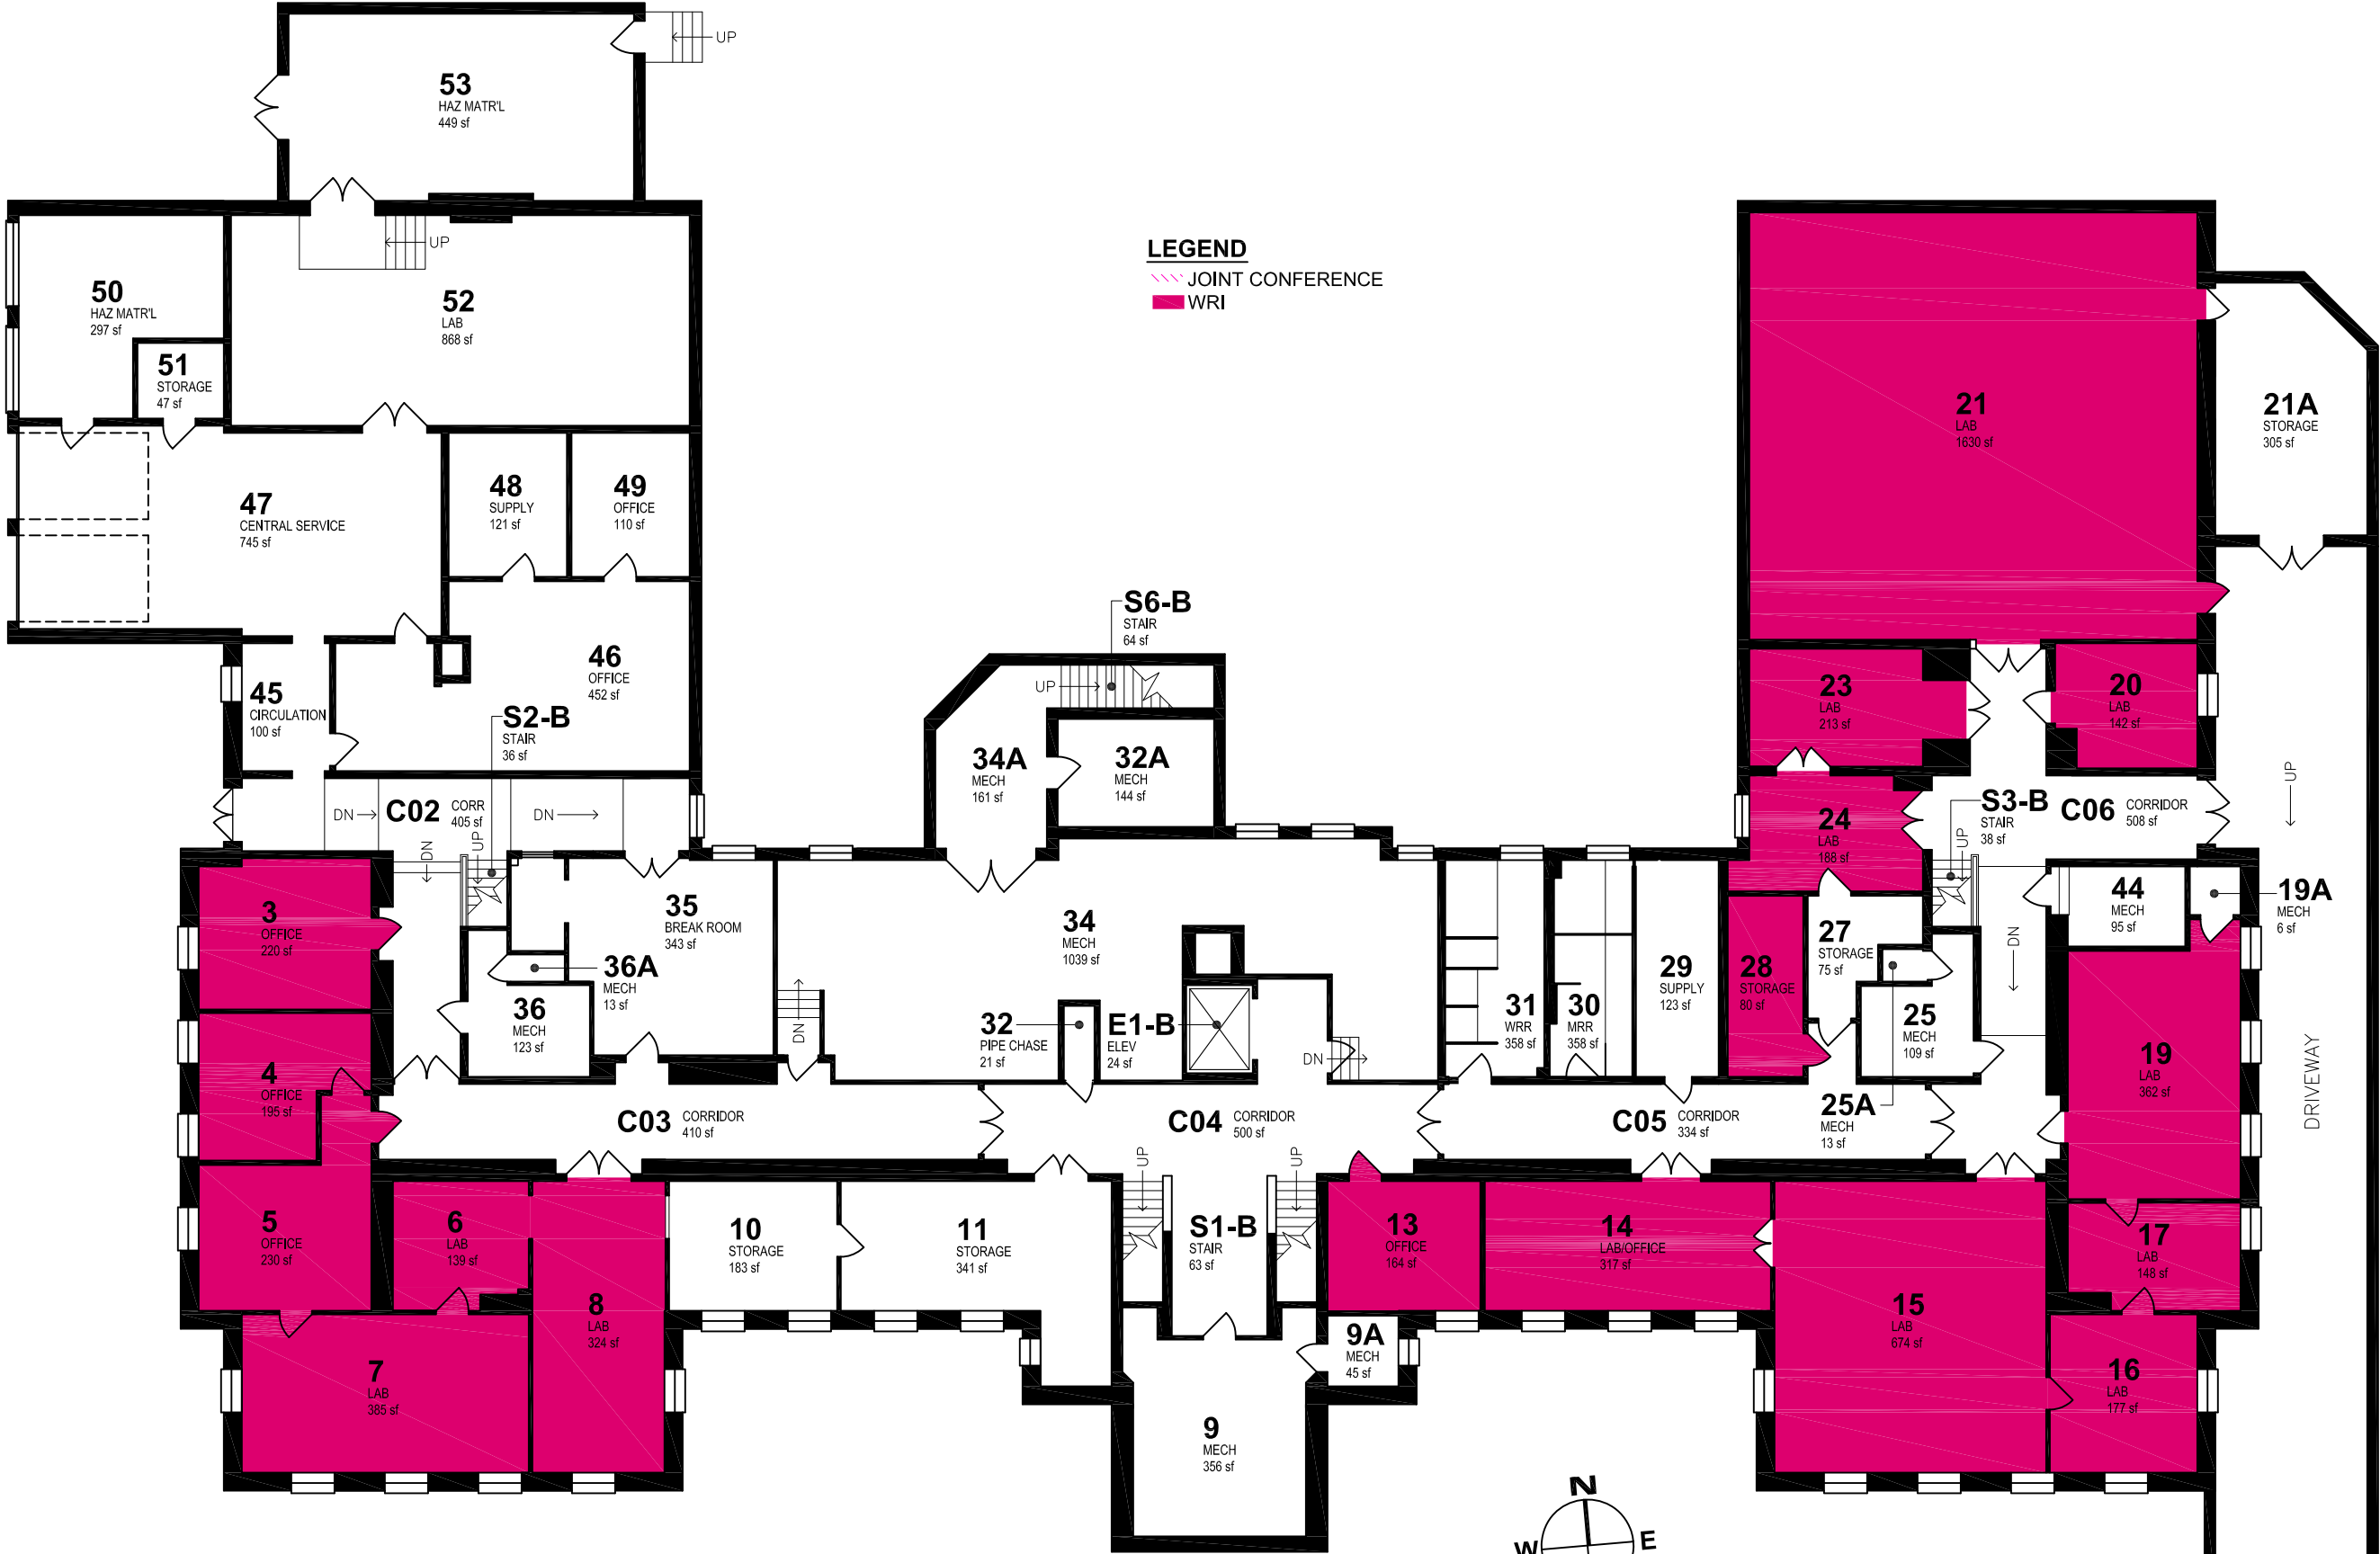 53
HAZ MATR'L
449 sf
UP
UP
50
HAZ MATR'L
297 sf
51
STORAGE
47 sf
52
LAB
868 sf
LEGEND
JOINT CONFERENCE
WRI
21
LAB
1630 sf
21A
STORAGE
305 sf
47
CENTRAL SERVICE
745 sf
48
SUPPLY
121 sf
49
OFFICE
110 sf
S6-B
STAIR
64 sf
UP
46
OFFICE
452 sf
45
CIRCULATION
100 sf
S2-B
STAIR
36 sf
34A
MECH
161 sf
32A
MECH
144 sf
23
LAB
213 sf
20
LAB
142 sf
UP
DN
C02
CORR
405 sf
DN
DN
UP
24
LAB
188 sf
S3-B
STAIR
38 sf
UP
C06
CORRIDOR
508 sf
3
OFFICE
220 sf
35
BREAK ROOM
343 sf
34
MECH
1039 sf
44
MECH
95 sf
19A
MECH
6 sf
27
STORAGE
75 sf
DN
36A
MECH
13 sf
36
MECH
123 sf
DN
32
PIPE CHASE
21 sf
E1-B
ELEV
24 sf
DN
31
WRR
358 sf
30
MRR
358 sf
29
SUPPLY
123 sf
28
STORAGE
80 sf
25
MECH
109 sf
19
LAB
362 sf
4
OFFICE
195 sf
DRIVEWAY
C03
CORRIDOR
410 sf
C04
CORRIDOR
500 sf
C05
CORRIDOR
334 sf
25A
MECH
13 sf
UP
UP
5
OFFICE
230 sf
6
LAB
139 sf
10
STORAGE
183 sf
11
STORAGE
341 sf
S1-B
STAIR
63 sf
13
OFFICE
164 sf
14
LAB/OFFICE
317 sf
17
LAB
148 sf
8
LAB
324 sf
15
LAB
674 sf
9A
MECH
45 sf
7
LAB
385 sf
16
LAB
177 sf
9
MECH
356 sf
N
W
E